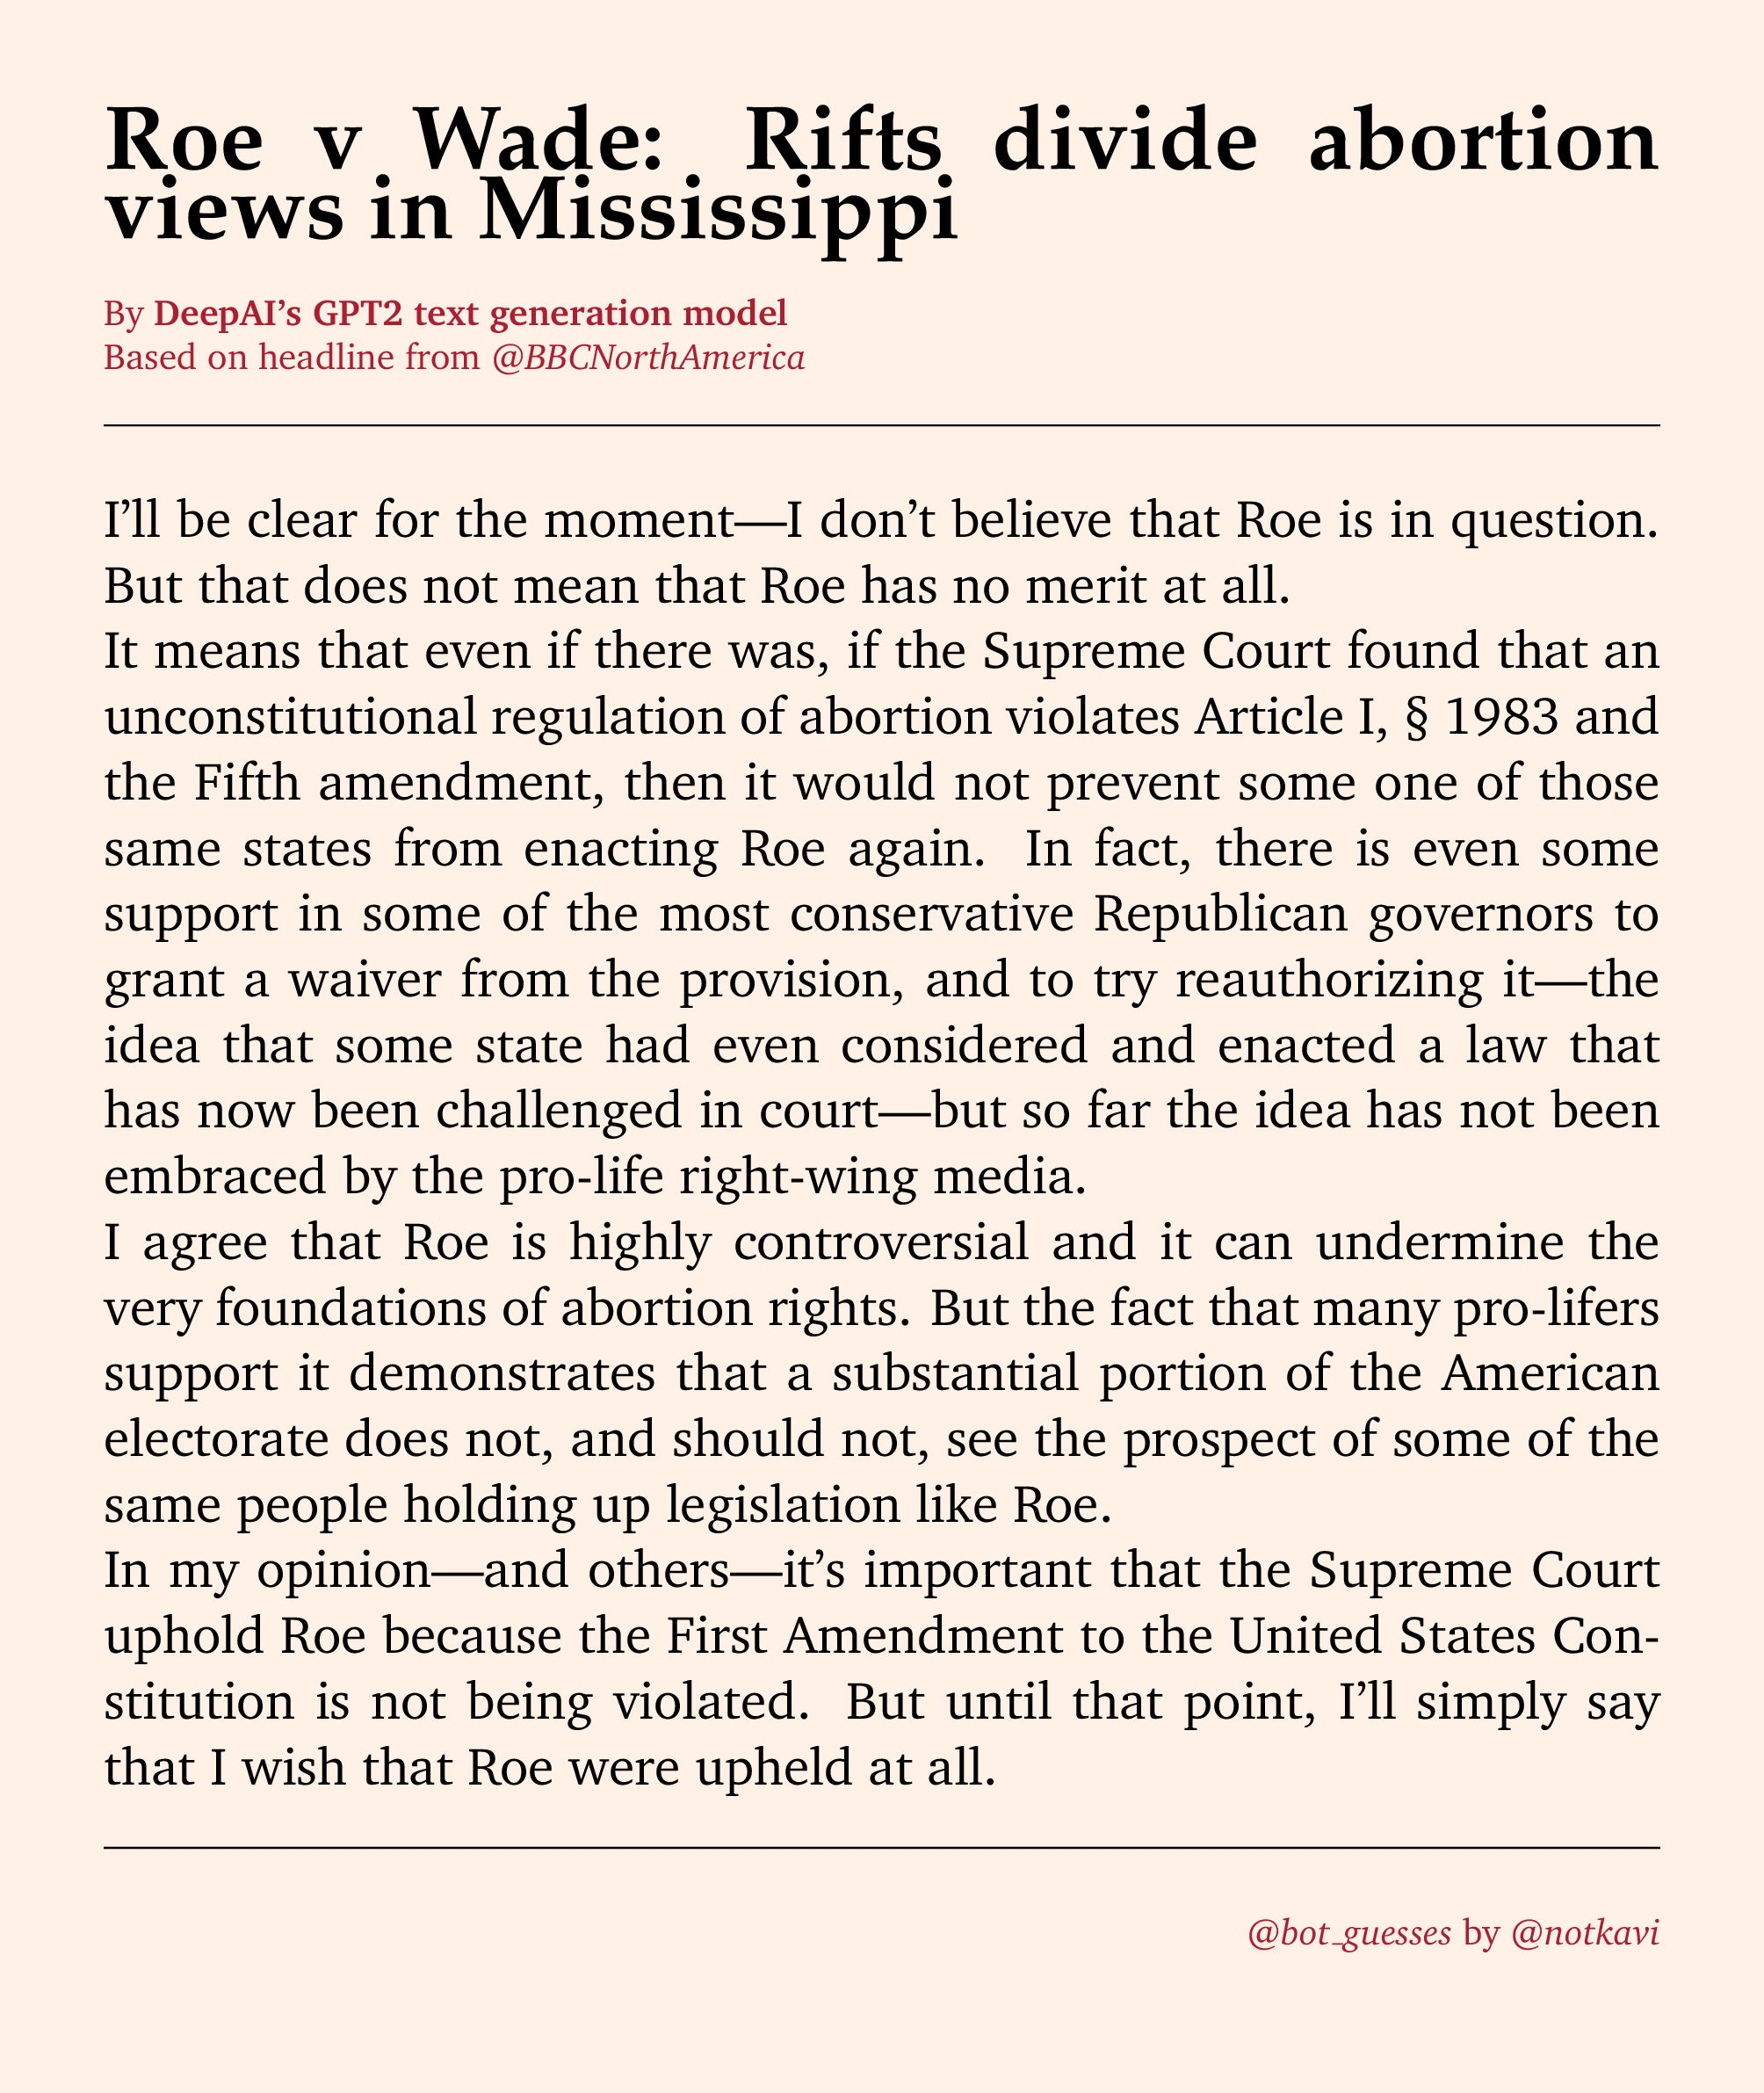 Roe v Wade: Rifts divide abortion
views in Mississippi
By DeepAI’s GPT2 text generation model
Based on headline from @BBCNorthAmerica
I’ll be clear for the moment—I don’t believe that Roe is in question.
But that does not mean that Roe has no merit at all.
It means that even if there was, if the Supreme Court found that an
unconstitutional regulation of abortion violates Article I, § 1983 and
the Fifth amendment, then it would not prevent some one of those
same states from enacting Roe again. In fact, there is even some
support in some of the most conservative Republican governors to
grant a waiver from the provision, and to try reauthorizing it—the
idea that some state had even considered and enacted a law that
has now been challenged in court—but so far the idea has not been
embraced by the pro-life right-wing media.
I agree that Roe is highly controversial and it can undermine the
very foundations of abortion rights. But the fact that many pro-lifers
support it demonstrates that a substantial portion of the American
electorate does not, and should not, see the prospect of some of the
same people holding up legislation like Roe.
In my opinion—and others—it’s important that the Supreme Court
uphold Roe because the First Amendment to the United States Con-
stitution is not being violated. But until that point, I’ll simply say
that I wish that Roe were upheld at all.
@bot_guesses by @notkavi